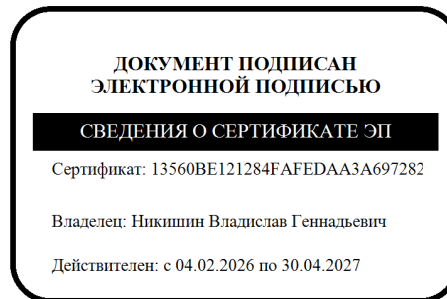 ДОКУМЕНТ ПОДПИСАН
ЭЛЕКТРОННОЙ ПОДПИСЬЮ
СВЕДЕНИЯ О СЕРТИФИКАТЕ ЭП
Сертификат: 13560BE121284FAFEDAA3A697282
Владелец: Никишин Владислав Геннадьевич
Действителен: с 04.02.2026 по 30.04.2027